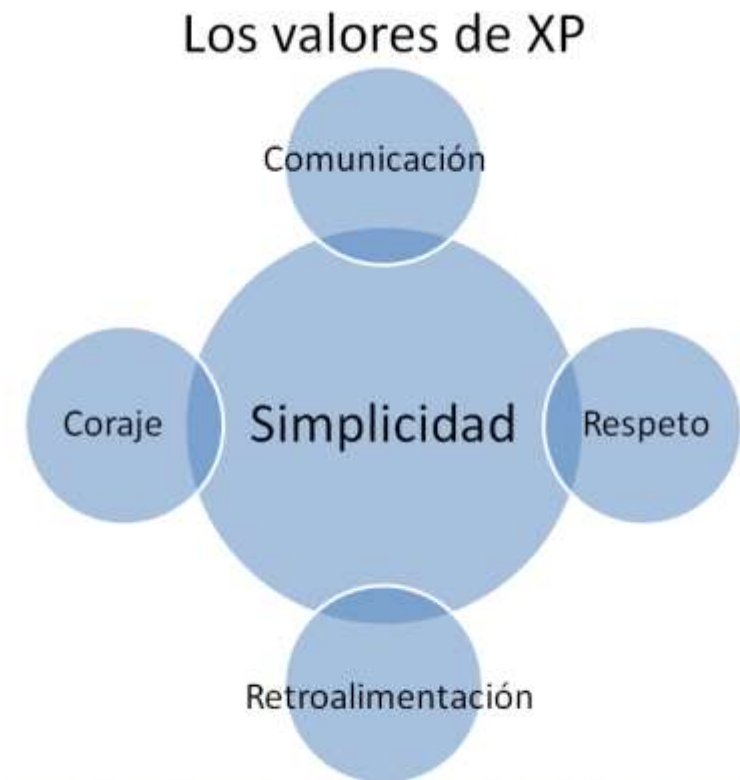 Los valores de XP
Comunicación
Coraje
Simplicidad
Respeto
Retroalimentación